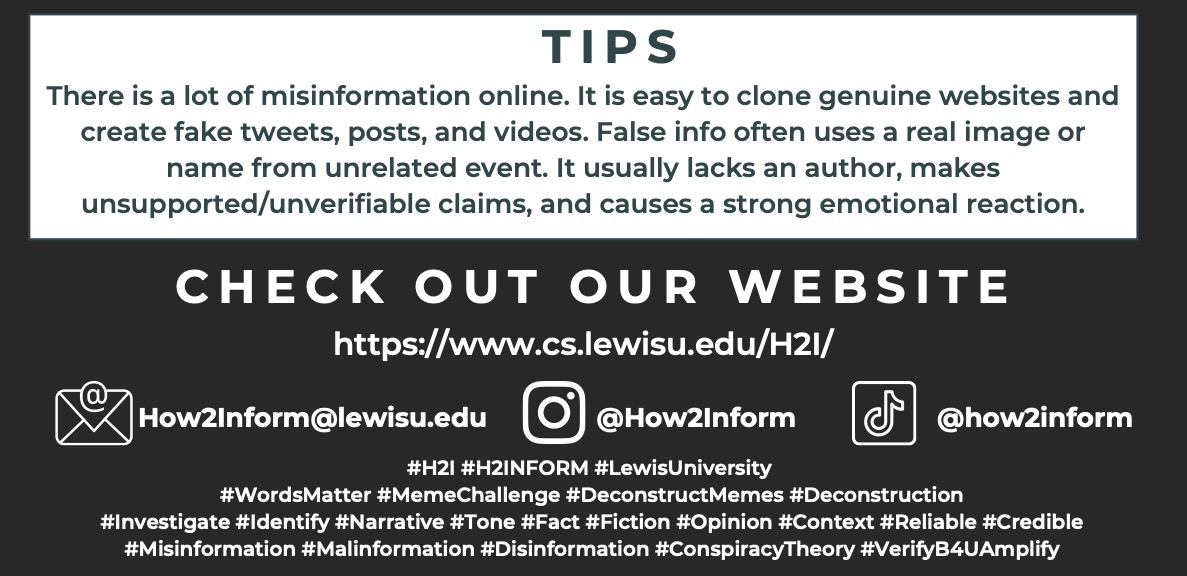 TIPS
There is a lot of misinformation online. It is easy to clone genuine websites and
create fake tweets, posts, and videos. False info often uses a real image or
name from unrelated event. It usually lacks an author, makes
unsupported/unverifiable claims, and causes a strong emotional reaction.
CHECK OUT OUR WEBSITE
https://www.cs.lewisu.edu/H2I/
@ How2Inform@lewisu.edu @How2Inform @how2inform
#H2I #H2INFORM #LewisUniversity
#WordsMatter #MemeChallenge #DeconstructMemes #Deconstruction
#Investigate #Identify #Narrative #Tone #Fact #Fiction #Opinion #Context #Reliable #Credible
#Misinformation #Malinformation #Disinformation #ConspiracyTheory #VerifyB4UAmplify